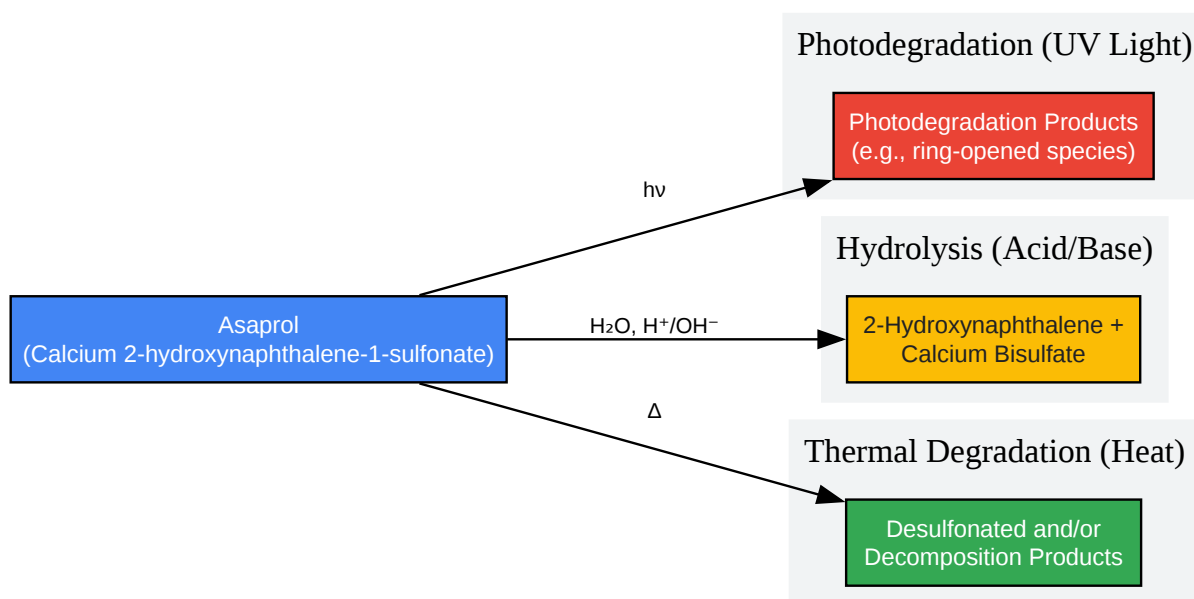 Photodegradation (UV Light)
Photodegradation Products
(e.g., ring-opened species)
hν
Hydrolysis (Acid/Base)
Asaprol
(Calcium 2-hydroxynaphthalene-1-sulfonate)
H₂O, H⁺/OH⁻
2-Hydroxynaphthalene +
Calcium Bisulfate
Δ
Thermal Degradation (Heat)
Desulfonated and/or
Decomposition Products